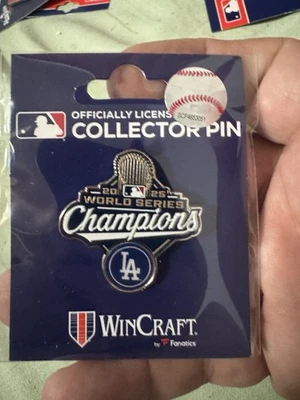 OFFICIALLY LICENS
COLLECTOR PIN
2025
WORLD SERIES
Champions
LA
WINCRAFT
by Fanatics